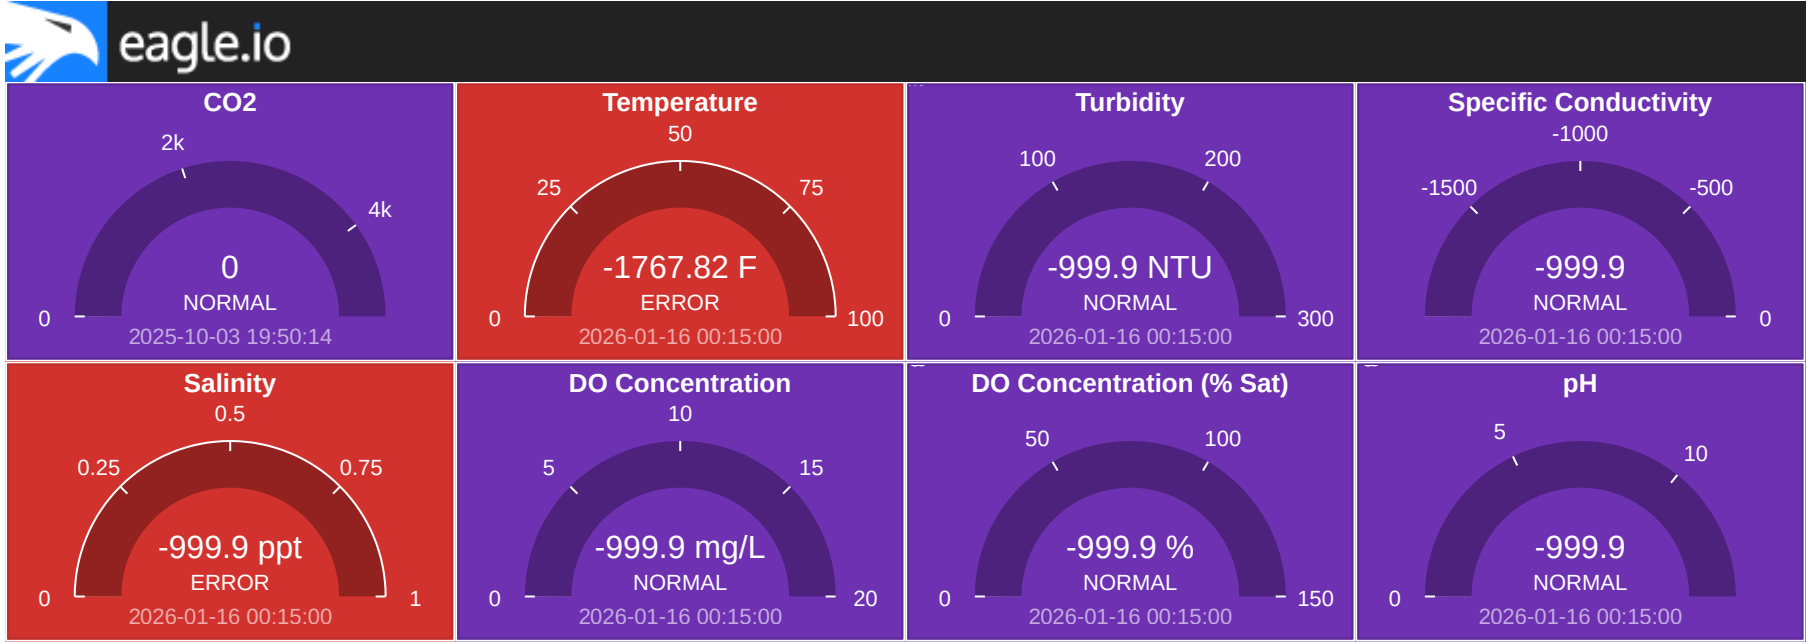 eagle.io
CO2
2k
4k
0
NORMAL
0
2025-10-03 19:50:14
Temperature
50
25
75
-1767.82 F
ERROR
0
100
2026-01-16 00:15:00
Turbidity
100
200
-999.9 NTU
NORMAL
0
300
2026-01-16 00:15:00
Specific Conductivity
-1000
-1500
-500
-999.9
NORMAL
0
2026-01-16 00:15:00
Salinity
0.5
0.25
0.75
-999.9 ppt
ERROR
0
1
2026-01-16 00:15:00
DO Concentration
10
5
15
-999.9 mg/L
NORMAL
0
20
2026-01-16 00:15:00
DO Concentration (% Sat)
50
100
-999.9 %
NORMAL
0
150
2026-01-16 00:15:00
pH
5
10
-999.9
NORMAL
0
2026-01-16 00:15:00